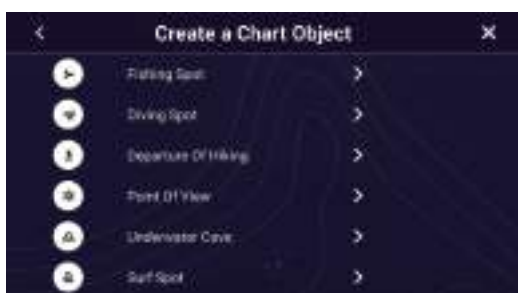 Create a Chart Object
Fishing Spot
Diving Spot
Departure Of Hiking
Point Of View
Underwater Cave
Surf Spot